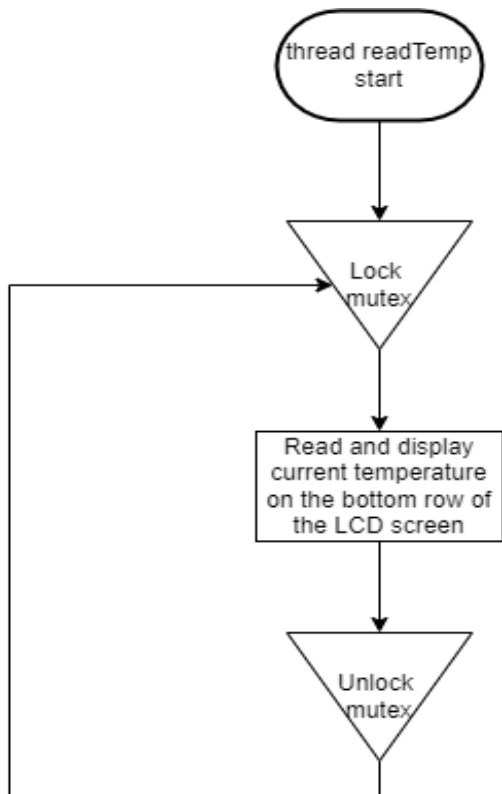 thread readTemp
start
Lock
mutex
Read and display
current temperature
on the bottom row of
the LCD screen
Unlock
mutex